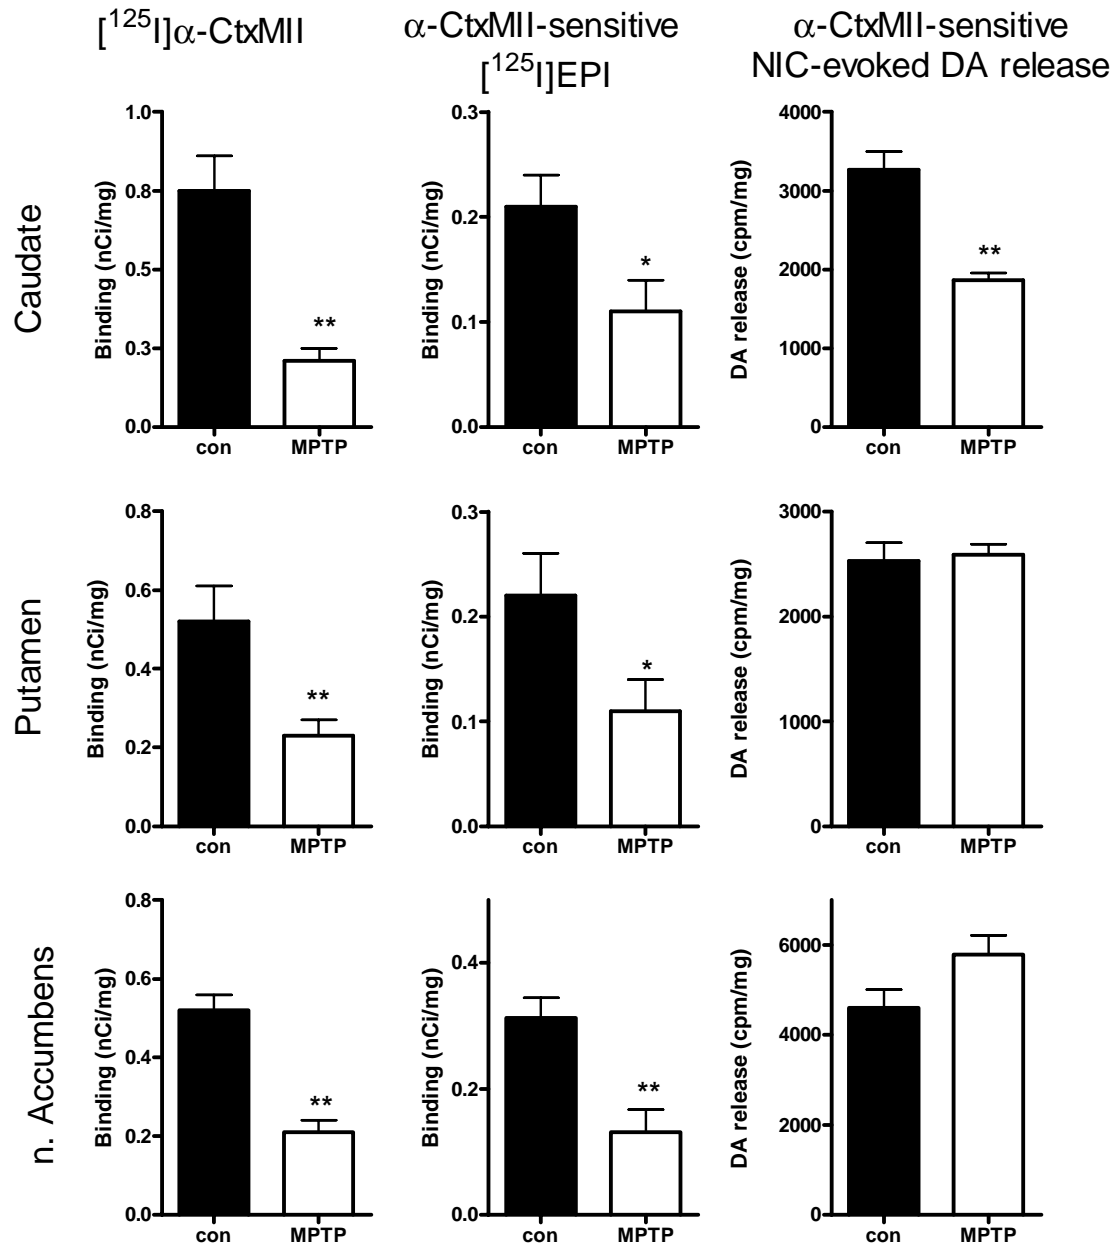 [¹²⁵I]α-CtxMII
α-CtxMII-sensitive
[¹²⁵I]EPI
α-CtxMII-sensitive
NIC-evoked DA release
Caudate
Binding (nCi/mg)
1.0
0.8
0.5
0.3
0.0
**
con
MPTP
Binding (nCi/mg)
0.3
0.2
0.1
0.0
*
con
MPTP
DA release (cpm/mg)
4000
3000
2000
1000
0
**
con
MPTP
Putamen
Binding (nCi/mg)
0.8
0.6
0.4
0.2
0.0
**
con
MPTP
Binding (nCi/mg)
0.3
0.2
0.1
0.0
*
con
MPTP
DA release (cpm/mg)
3000
2000
1000
0
con
MPTP
n. Accumbens
Binding (nCi/mg)
0.8
0.6
0.4
0.2
0.0
**
con
MPTP
Binding (nCi/mg)
0.4
0.2
0.0
**
con
MPTP
DA release (cpm/mg)
6000
4000
2000
0
con
MPTP